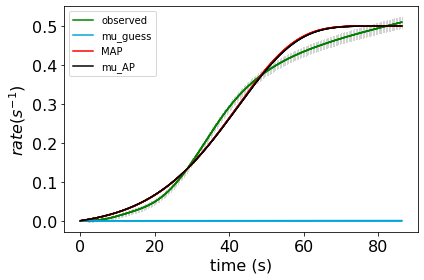 observed
mu_guess
MAP
mu_AP
0.5
0.4
0.3
0.2
0.1
0.0
rate(s⁻¹)
0 20 40 60 80
time (s)